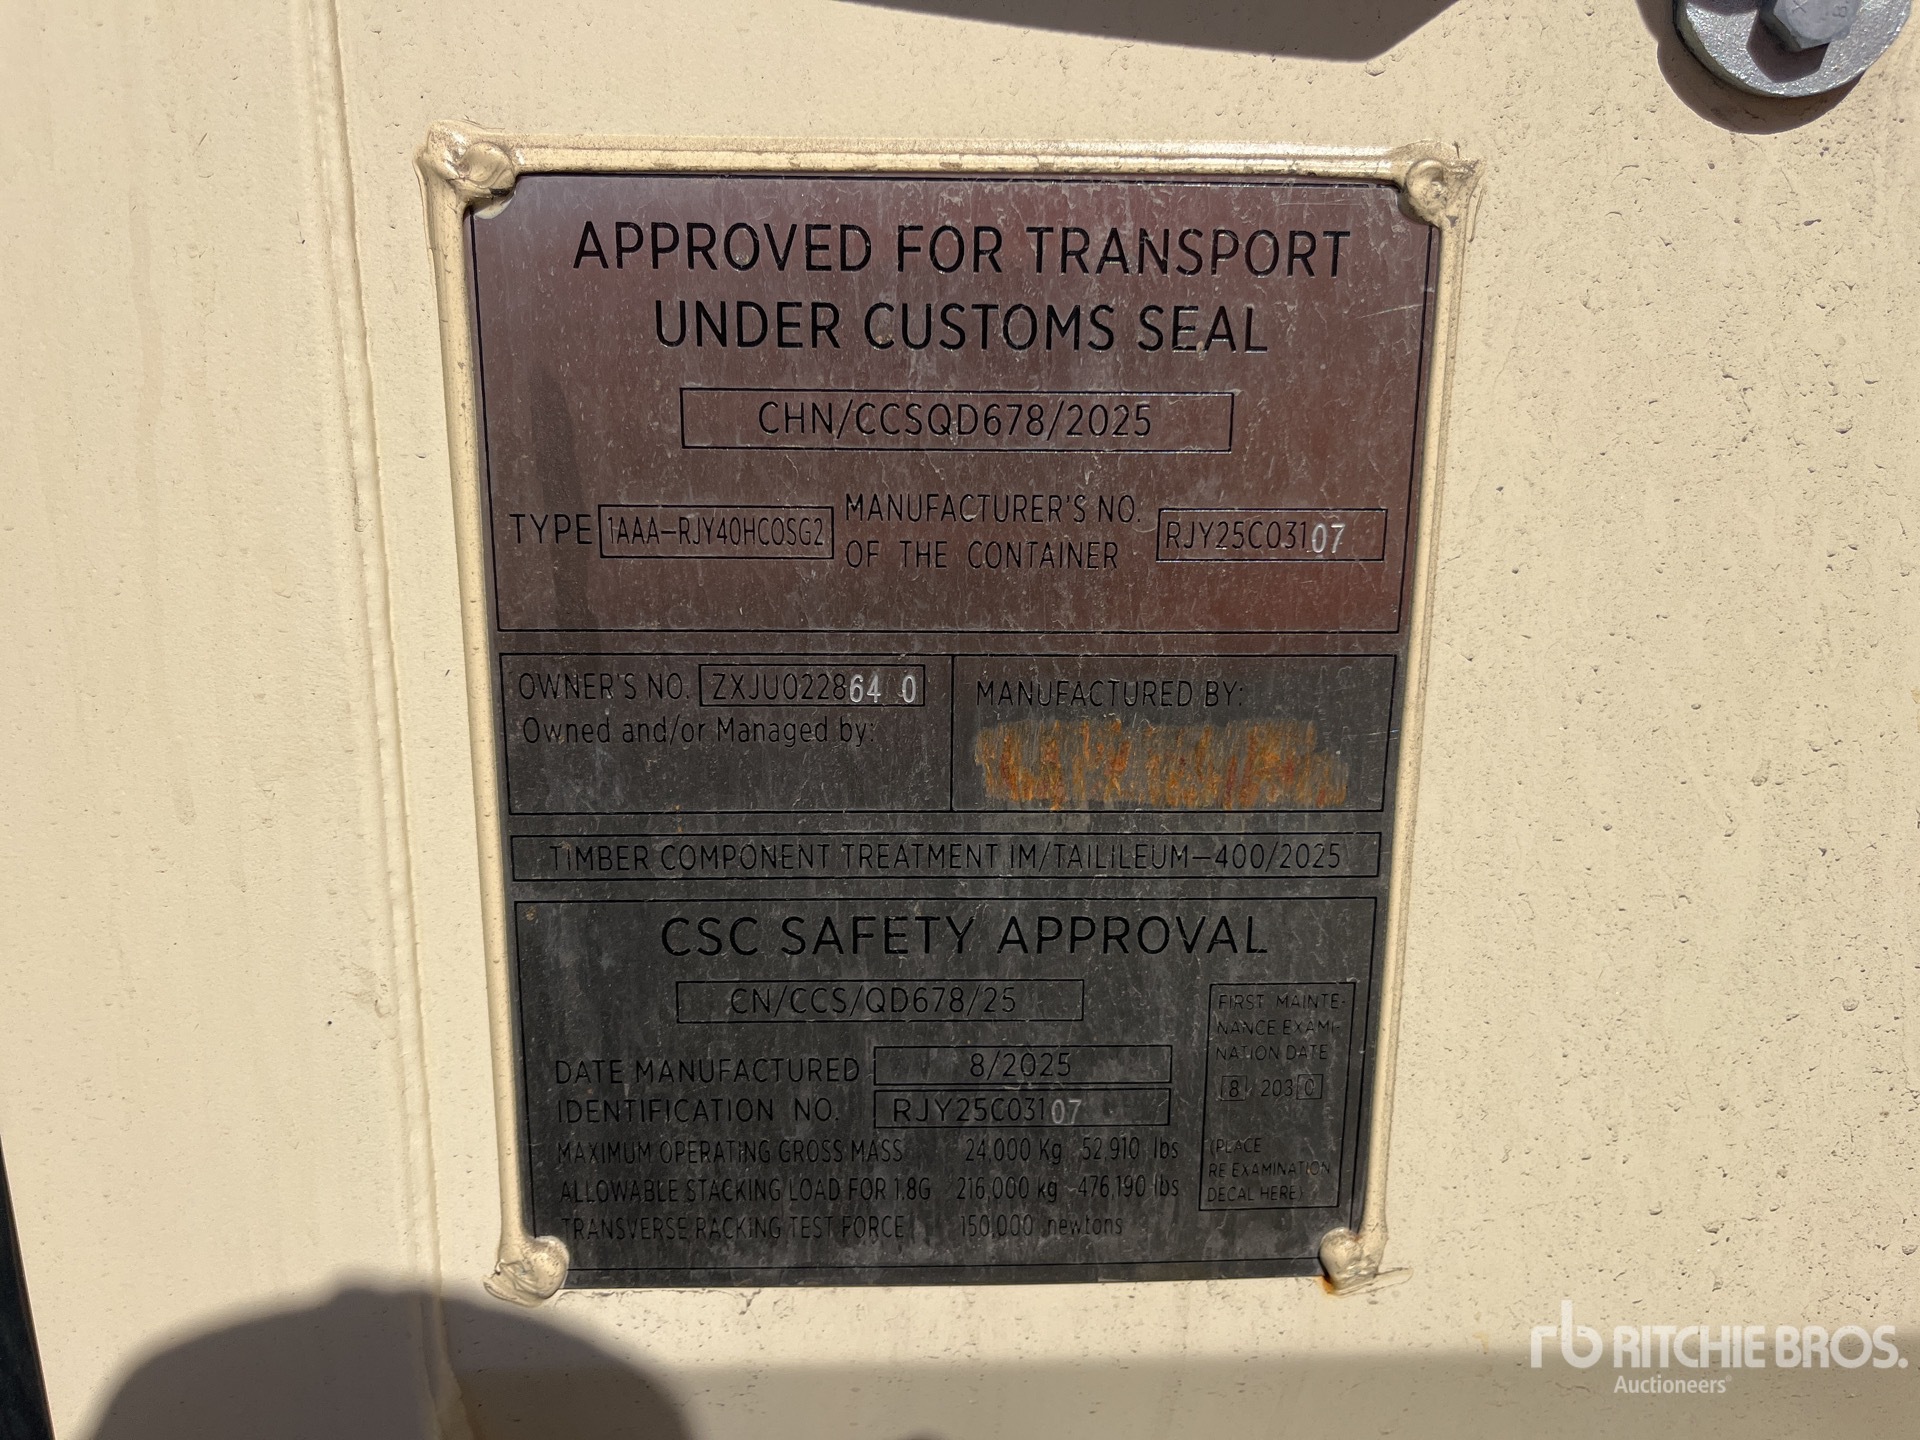 APPROVED FOR TRANSPORT
UNDER CUSTOMS SEAL
CHN/CCSQD678/2025
TYPE 1AAA-RJY40HCOSG2 MANUFACTURER'S NO. OF THE CONTAINER RJY25C03107
OWNER'S NO. ZXJU022864 0
Owned and/or Managed by:
MANUFACTURED BY:
TIMBER COMPONENT TREATMENT IM/TAILILEUM-400/2025
CSC SAFETY APPROVAL
CN/CCS/QD678/25
DATE MANUFACTURED 8/2025
IDENTIFICATION NO. RJY25C03107
MAXIMUM OPERATING GROSS MASS 24,000 Kg 52,910 lbs
ALLOWABLE STACKING LOAD FOR 1.8G 216,000 kg 476,190 lbs
TRANSVERSE RACKING TEST FORCE 150,000 newtons
FIRST MAINTE-
NANCE EXAMI-
NATION DATE
8 / 2030
(PLACE
RE EXAMINATION
DECAL HERE)
rb RITCHIE BROS.
Auctioneers